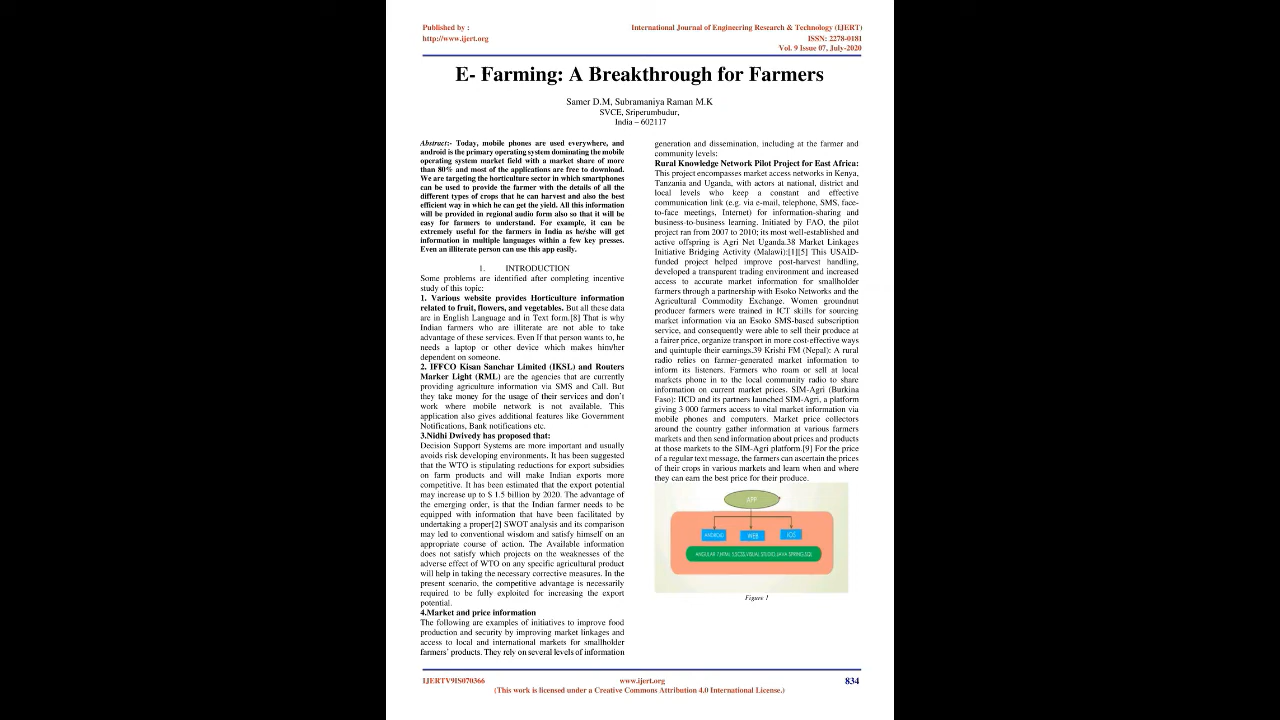 Published by :
http://www.ijert.org
International Journal of Engineering Research & Technology (IJERT)
ISSN: 2278-0181
Vol. 9 Issue 07, July-2020
E- Farming: A Breakthrough for Farmers
Samer D.M, Subramaniya Raman M.K
SVCE, Sriperumbudur,
India – 602117
Abstract:- Today, mobile phones are used everywhere, and
android is the primary operating system dominating the mobile
operating system market field with a market share of more
than 80% and most of the applications are free to download.
We are targeting the horticulture sector in which smartphones
can be used to provide the farmer with the details of all the
different types of crops that he can harvest and also the best
efficient way in which he can get the yield. All this information
will be provided in regional audio form also so that it will be
easy for farmers to understand. For example, it can be
extremely useful for the farmers in India as he/she will get
information in multiple languages within a few key presses.
Even an illiterate person can use this app easily.
1. INTRODUCTION
Some problems are identified after completing incentive
study of this topic:
1. Various website provides Horticulture information
related to fruit, flowers, and vegetables. But all these data
are in English Language and in Text form.[8] That is why
Indian farmers who are illiterate are not able to take
advantage of these services. Even If that person wants to, he
needs a laptop or other device which makes him/her
dependent on someone.
2. IFFCO Kisan Sanchar Limited (IKSL) and Routers
Marker Light (RML) are the agencies that are currently
providing agriculture information via SMS and Call. But
they take money for the usage of their services and don't
work where mobile network is not available. This
application also gives additional features like Government
Notifications, Bank notifications etc.
3.Nidhi Dwivedy has proposed that:
Decision Support Systems are more important and usually
avoids risk developing environments. It has been suggested
that the WTO is stipulating reductions for export subsidies
on farm products and will make Indian exports more
competitive. It has been estimated that the export potential
may increase up to $ 1.5 billion by 2020. The advantage of
the emerging order, is that the Indian farmer needs to be
equipped with information that have been facilitated by
undertaking a proper[2] SWOT analysis and its comparison
may led to conventional wisdom and satisfy himself on an
appropriate course of action. The Available information
does not satisfy which projects on the weaknesses of the
adverse effect of WTO on any specific agricultural product
will help in taking the necessary corrective measures. In the
present scenario, the competitive advantage is necessarily
required to be fully exploited for increasing the export
potential.
4.Market and price information
The following are examples of initiatives to improve food
production and security by improving market linkages and
access to local and international markets for smallholder
farmers' products. They rely on several levels of information
generation and dissemination, including at the farmer and
community levels:
Rural Knowledge Network Pilot Project for East Africa:
This project encompasses market access networks in Kenya,
Tanzania and Uganda, with actors at national, district and
local levels who keep a constant and effective
communication link (e.g. via e-mail, telephone, SMS, face-
to-face meetings, Internet) for information-sharing and
business-to-business learning. Initiated by FAO, the pilot
project ran from 2007 to 2010; its most well-established and
active offspring is Agri Net Uganda.38 Market Linkages
Initiative Bridging Activity (Malawi):[1][5] This USAID-
funded project helped improve post-harvest handling,
developed a transparent trading environment and increased
access to accurate market information for smallholder
farmers through a partnership with Esoko Networks and the
Agricultural Commodity Exchange. Women groundnut
producer farmers were trained in ICT skills for sourcing
market information via an Esoko SMS-based subscription
service, and consequently were able to sell their produce at
a fairer price, organize transport in more cost-effective ways
and quintuple their earnings.39 Krishi FM (Nepal): A rural
radio relies on farmer-generated market information to
inform its listeners. Farmers who roam or sell at local
markets phone in to the local community radio to share
information on current market prices. SIM-Agri (Burkina
Faso): IICD and its partners launched SIM-Agri, a platform
giving 3 000 farmers access to vital market information via
mobile phones and computers. Market price collectors
around the country gather information at various farmers
markets and then send information about prices and products
at those markets to the SIM-Agri platform.[9] For the price
of a regular text message, the farmers can ascertain the prices
of their crops in various markets and learn when and where
they can earn the best price for their produce.
APP
ANDROID WEB IOS
ANGULAR 7,HTML 5,SCSS,VISUAL STUDIO,JAVA SPRING,SQL
Figure 1
IJERTV9IS070366
www.ijert.org
834
(This work is licensed under a Creative Commons Attribution 4.0 International License.)